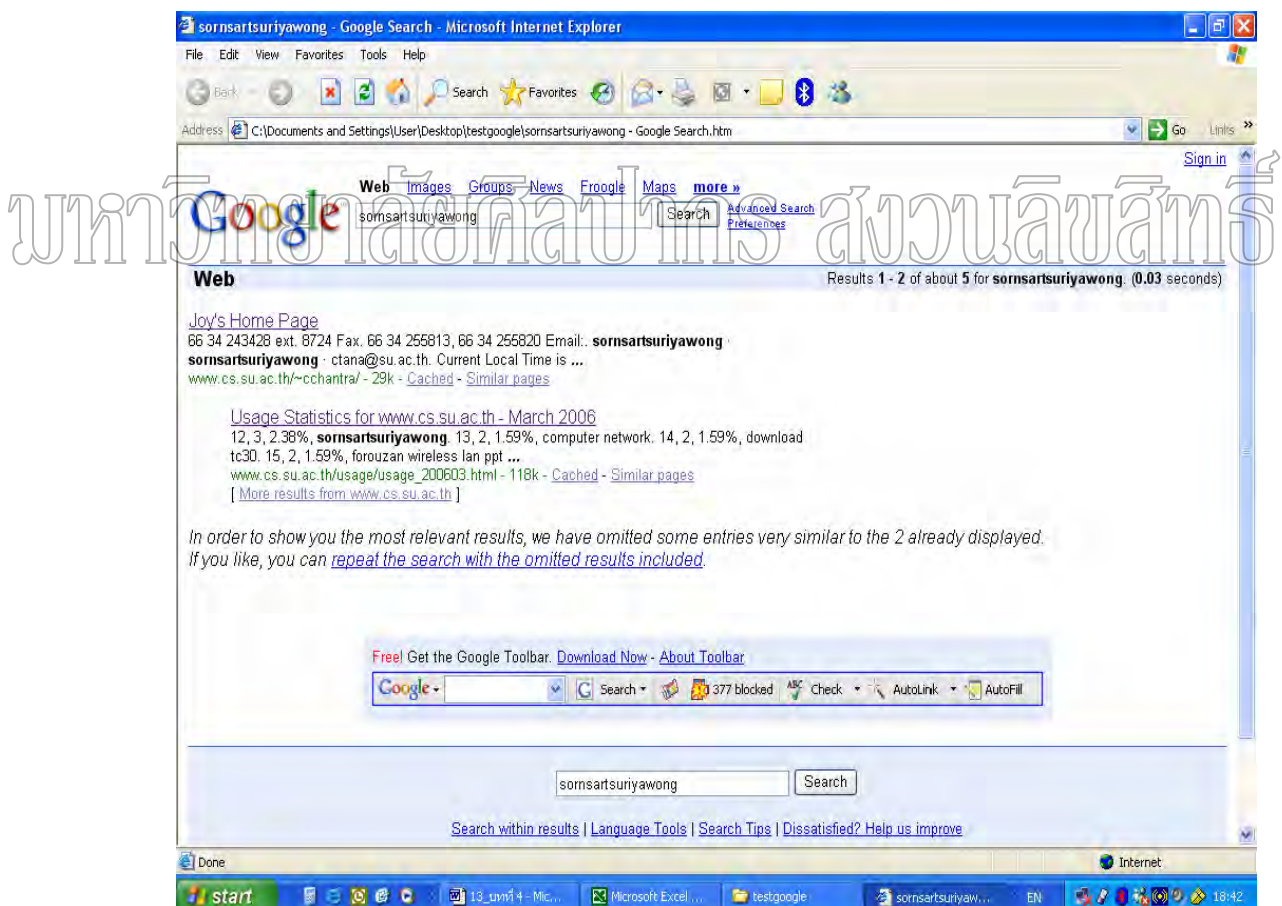 sornsartsuriyawong - Google Search - Microsoft Internet Explorer
File Edit View Favorites Tools Help
Back Search Favorites
Address C:\Documents and Settings\User\Desktop\testgoogle\sornsartsuriyawong - Google Search.htm Go Links »
Sign in
Web Images Groups News Froogle Maps more »
Google sornsartsuriyawong Search Advanced Search
Preferences
มหาวิทยาลัยศิลปากร สงวนลิขสิทธิ์
Web Results 1 - 2 of about 5 for sornsartsuriyawong. (0.03 seconds)
Joy's Home Page
66 34 243428 ext. 8724 Fax. 66 34 255813, 66 34 255820 Email:. sornsartsuriyawong ·
sornsartsuriyawong · ctana@su.ac.th. Current Local Time is ...
www.cs.su.ac.th/~cchantra/ - 29k - Cached - Similar pages
Usage Statistics for www.cs.su.ac.th - March 2006
12, 3, 2.38%, sornsartsuriyawong. 13, 2, 1.59%, computer network. 14, 2, 1.59%, download
tc30. 15, 2, 1.59%, forouzan wireless lan ppt ...
www.cs.su.ac.th/usage/usage_200603.html - 118k - Cached - Similar pages
[ More results from www.cs.su.ac.th ]
In order to show you the most relevant results, we have omitted some entries very similar to the 2 already displayed.
If you like, you can repeat the search with the omitted results included.
Free! Get the Google Toolbar. Download Now - About Toolbar
Google G Search 377 blocked ABC Check AutoLink AutoFill
sornsartsuriyawong Search
Search within results | Language Tools | Search Tips | Dissatisfied? Help us improve
Done Internet
start 13_บทที่ 4 - Mic... Microsoft Excel ... testgoogle sornsartsuriyaw... EN 18:42